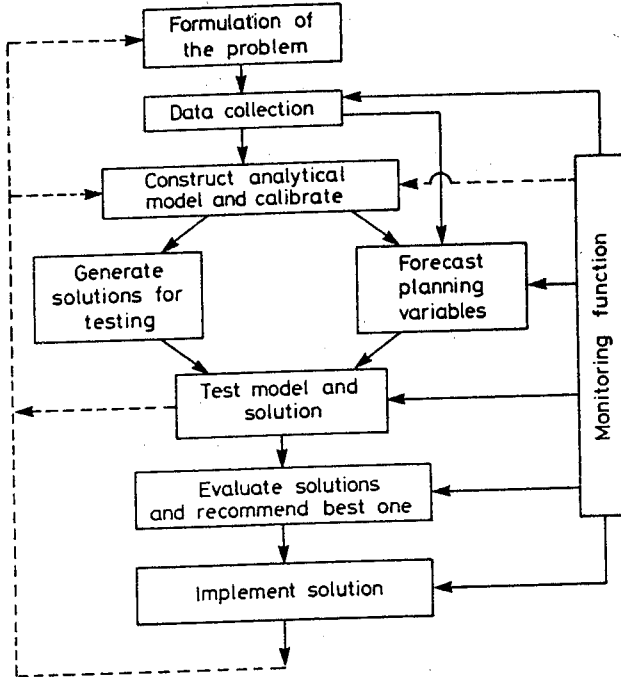 Formulation of
the problem
Data collection
Construct analytical
model and calibrate
Generate
solutions for
testing
Forecast
planning
variables
Monitoring function
Test model and
solution
Evaluate solutions
and recommend best one
Implement solution